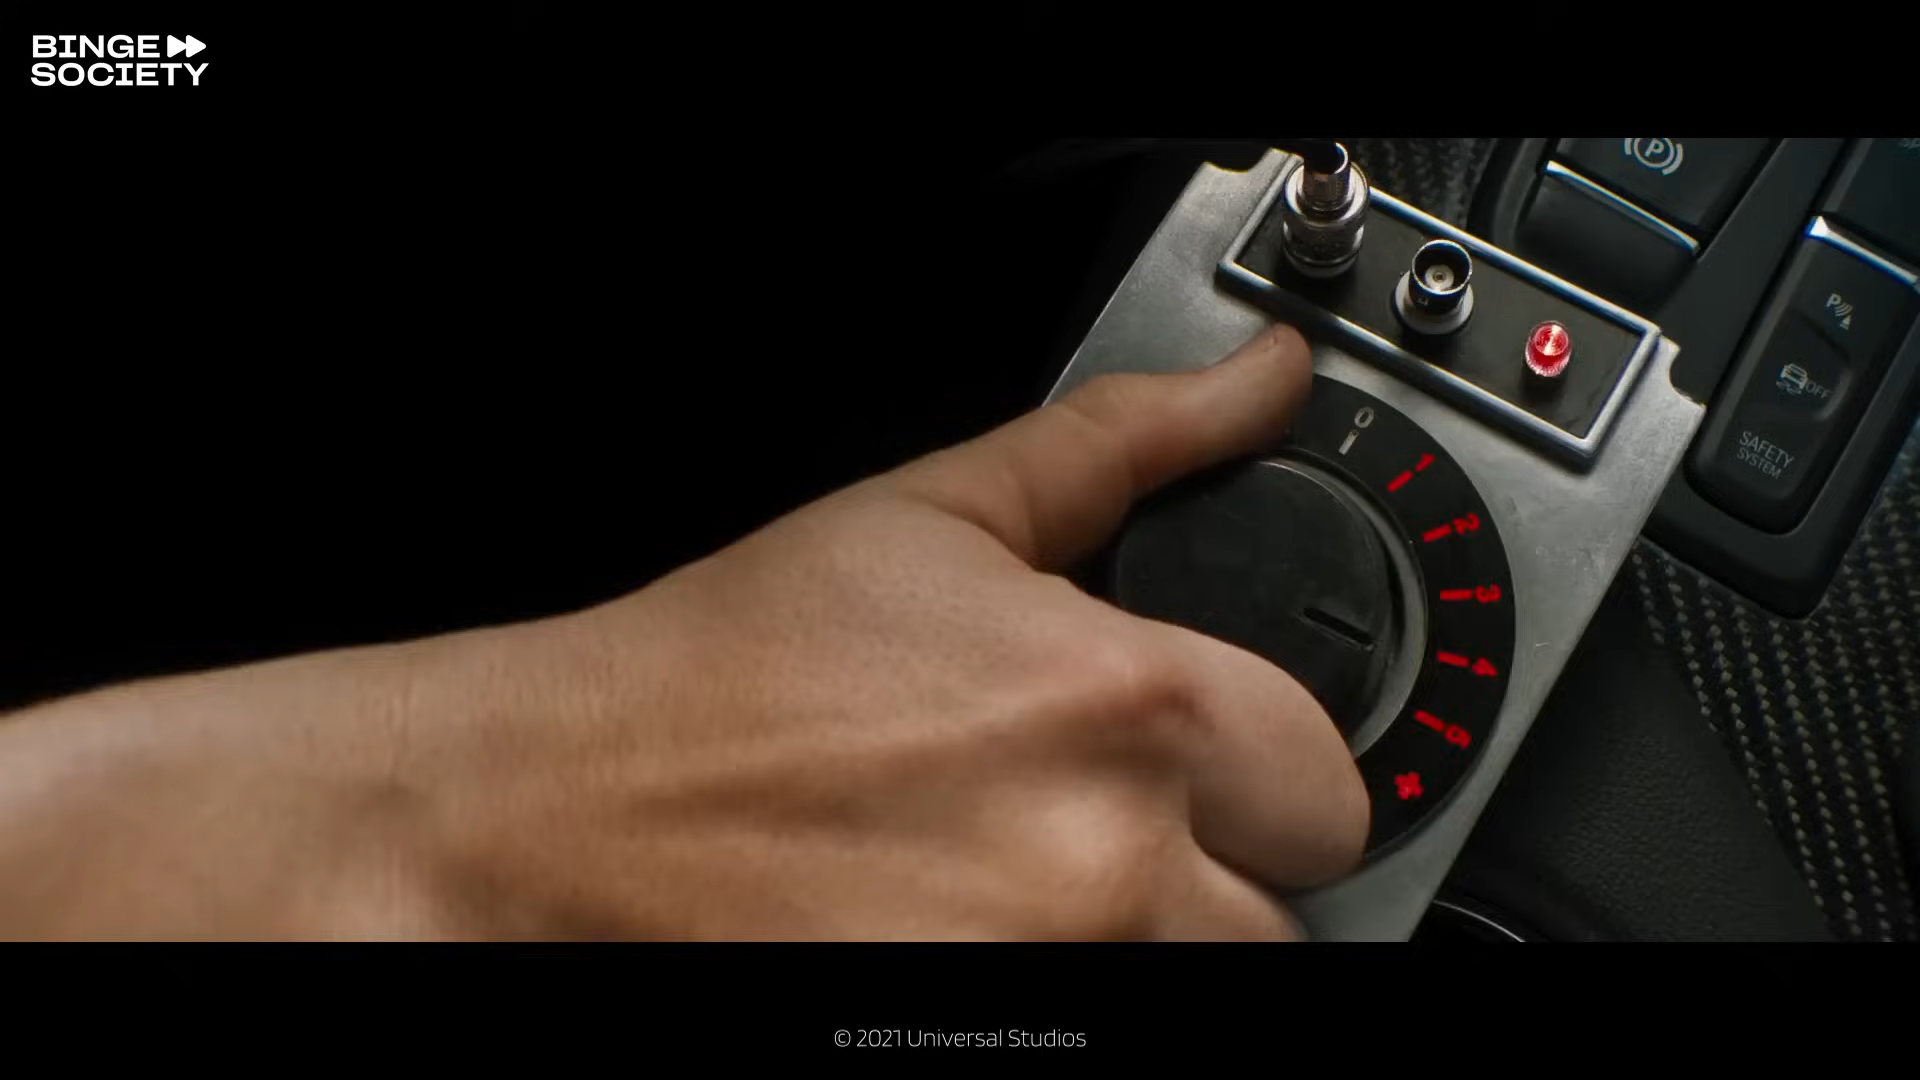 BINGE
SOCIETY
P
0
1
2
3
4
5
P
OFF
SAFETY
SYSTEM
© 2021 Universal Studios